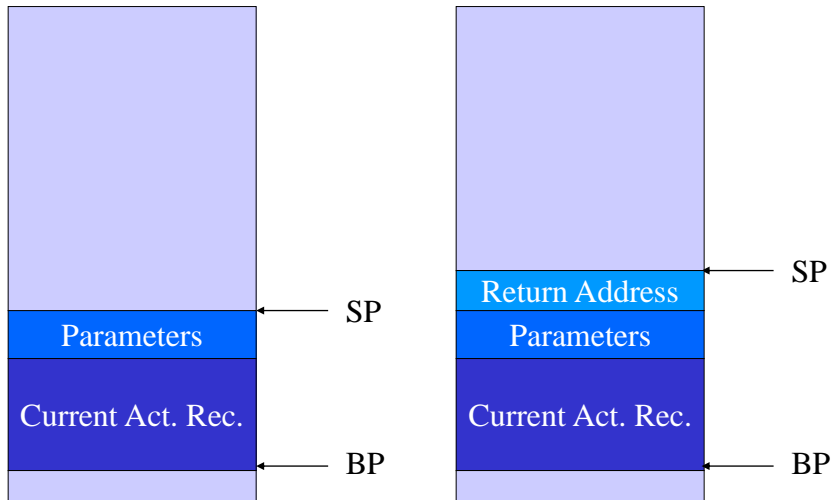 SP
Parameters
Current Act. Rec.
BP
SP
Return Address
Parameters
Current Act. Rec.
BP